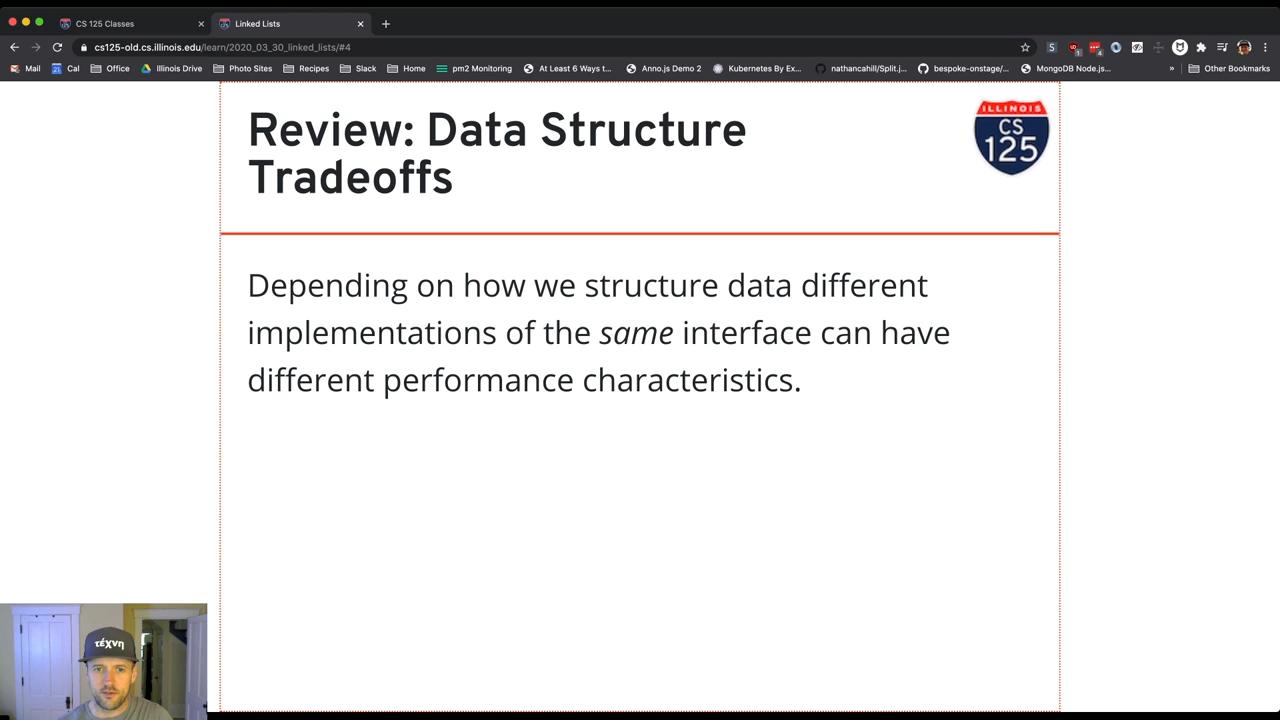 CS 125 Classes
Linked Lists
cs125-old.cs.illinois.edu/learn/2020_03_30_linked_lists/#4
Mail
Cal
Office
Illinois Drive
Photo Sites
Recipes
Slack
Home
pm2 Monitoring
At Least 6 Ways t...
Anno.js Demo 2
Kubernetes By Ex...
nathancahill/Split.j...
bespoke-onstage/...
MongoDB Node.js...
»
Other Bookmarks
Review: Data Structure
Tradeoffs
ILLINOIS
CS
125
Depending on how we structure data different
implementations of the same interface can have
different performance characteristics.
τέχνη